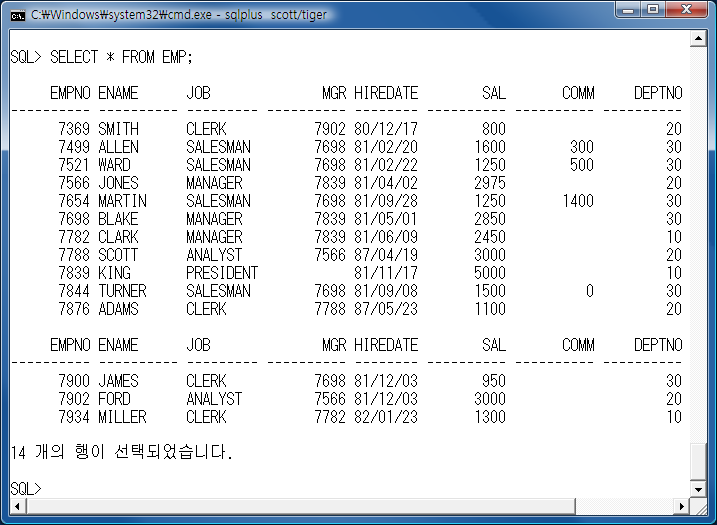 C:₩Windows₩system32₩cmd.exe - sqlplus  scott/tiger
SQL> SELECT * FROM EMP;
     EMPNO ENAME      JOB              MGR HIREDATE        SAL       COMM     DEPTNO
---------- ---------- --------- ---------- -------- ---------- ---------- ----------
      7369 SMITH      CLERK           7902 80/12/17        800                    20
      7499 ALLEN      SALESMAN        7698 81/02/20       1600        300         30
      7521 WARD       SALESMAN        7698 81/02/22       1250        500         30
      7566 JONES      MANAGER         7839 81/04/02       2975                    20
      7654 MARTIN     SALESMAN        7698 81/09/28       1250       1400         30
      7698 BLAKE      MANAGER         7839 81/05/01       2850                    30
      7782 CLARK      MANAGER         7839 81/06/09       2450                    10
      7788 SCOTT      ANALYST         7566 87/04/19       3000                    20
      7839 KING       PRESIDENT            81/11/17       5000                    10
      7844 TURNER     SALESMAN        7698 81/09/08       1500          0         30
      7876 ADAMS      CLERK           7788 87/05/23       1100                    20
     EMPNO ENAME      JOB              MGR HIREDATE        SAL       COMM     DEPTNO
---------- ---------- --------- ---------- -------- ---------- ---------- ----------
      7900 JAMES      CLERK           7698 81/12/03        950                    30
      7902 FORD       ANALYST         7566 81/12/03       3000                    20
      7934 MILLER     CLERK           7782 82/01/23       1300                    10
14 개의 행이 선택되었습니다.
SQL>